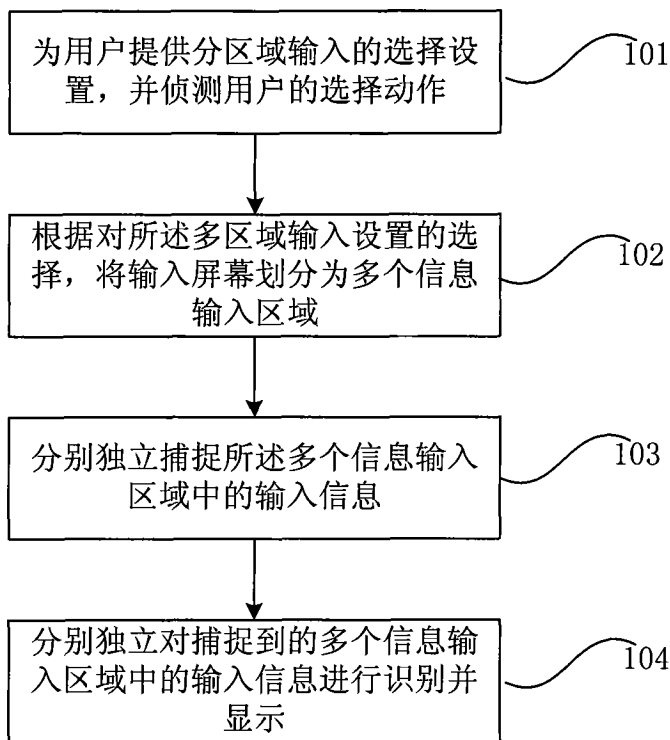 为用户提供分区域输入的选择设
置，并侦测用户的选择动作
101
根据对所述多区域输入设置的选
择，将输入屏幕划分为多个信息
输入区域
102
分别独立捕捉所述多个信息输入
区域中的输入信息
103
分别独立对捕捉到的多个信息输
入区域中的输入信息进行识别并
显示
104